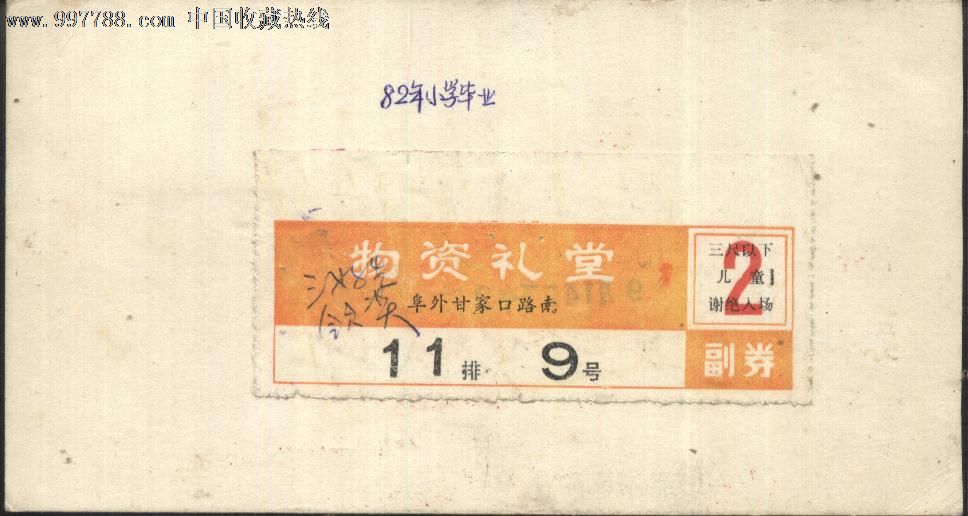 www.997788.com 中国收藏热线
82年小学毕业
物资礼堂
阜外甘家口路南
11排 9号
2
三尺以下
儿童
谢绝入场
副券